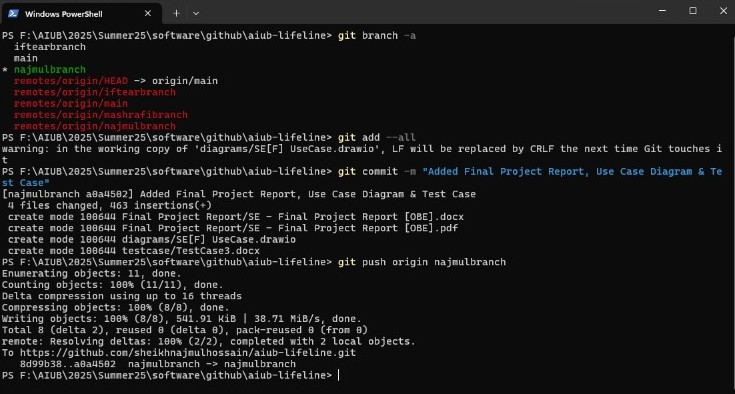 Windows PowerShell
PS F:\AIUB\2025\Summer25\software\github\aiub-lifeline> git branch -a
iftearbranch
main
* najmulbranch
remotes/origin/HEAD -> origin/main
remotes/origin/iftearbranch
remotes/origin/main
remotes/origin/mashrafibranch
remotes/origin/najmulbranch
PS F:\AIUB\2025\Summer25\software\github\aiub-lifeline> git add --all
warning: in the working copy of 'diagrams/SE[F] UseCase.drawio', LF will be replaced by CRLF the next time Git touches i
t
PS F:\AIUB\2025\Summer25\software\github\aiub-lifeline> git commit -m "Added Final Project Report, Use Case Diagram & Te
st Case"
[najmulbranch a0a4502] Added Final Project Report, Use Case Diagram & Test Case
4 files changed, 463 insertions(+)
create mode 100644 Final Project Report/SE - Final Project Report [OBE].docx
create mode 100644 Final Project Report/SE - Final Project Report [OBE].pdf
create mode 100644 diagrams/SE[F] UseCase.drawio
create mode 100644 testcase/TestCase3.docx
PS F:\AIUB\2025\Summer25\software\github\aiub-lifeline> git push origin najmulbranch
Enumerating objects: 11, done.
Counting objects: 100% (11/11), done.
Delta compression using up to 16 threads
Compressing objects: 100% (8/8), done.
Writing objects: 100% (8/8), 541.91 KiB | 38.71 MiB/s, done.
Total 8 (delta 2), reused 0 (delta 0), pack-reused 0 (from 0)
remote: Resolving deltas: 100% (2/2), completed with 2 local objects.
To https://github.com/sheikhnajmulhossain/aiub-lifeline.git
8d99b38..a0a4502  najmulbranch -> najmulbranch
PS F:\AIUB\2025\Summer25\software\github\aiub-lifeline>